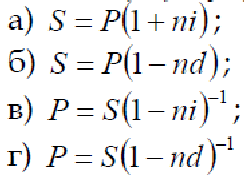 а) S = P(1 + ni);
б) S = P(1 − nd);
в) P = S(1 − ni)⁻¹;
г) P = S(1 − nd)⁻¹